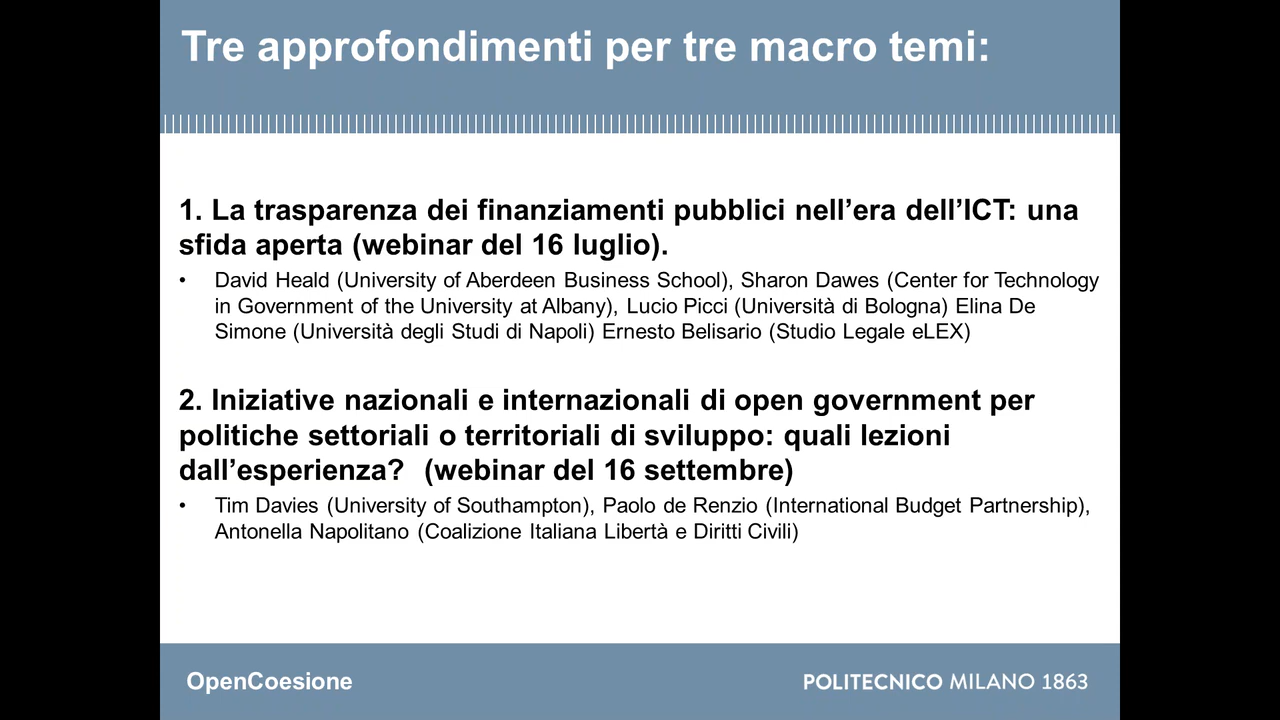 Tre approfondimenti per tre macro temi:
1. La trasparenza dei finanziamenti pubblici nell’era dell’ICT: una
sfida aperta (webinar del 16 luglio).
• David Heald (University of Aberdeen Business School), Sharon Dawes (Center for Technology
in Government of the University at Albany), Lucio Picci (Università di Bologna) Elina De
Simone (Università degli Studi di Napoli) Ernesto Belisario (Studio Legale eLEX)
2. Iniziative nazionali e internazionali di open government per
politiche settoriali o territoriali di sviluppo: quali lezioni
dall’esperienza?  (webinar del 16 settembre)
• Tim Davies (University of Southampton), Paolo de Renzio (International Budget Partnership),
Antonella Napolitano (Coalizione Italiana Libertà e Diritti Civili)
OpenCoesione
POLITECNICO MILANO 1863